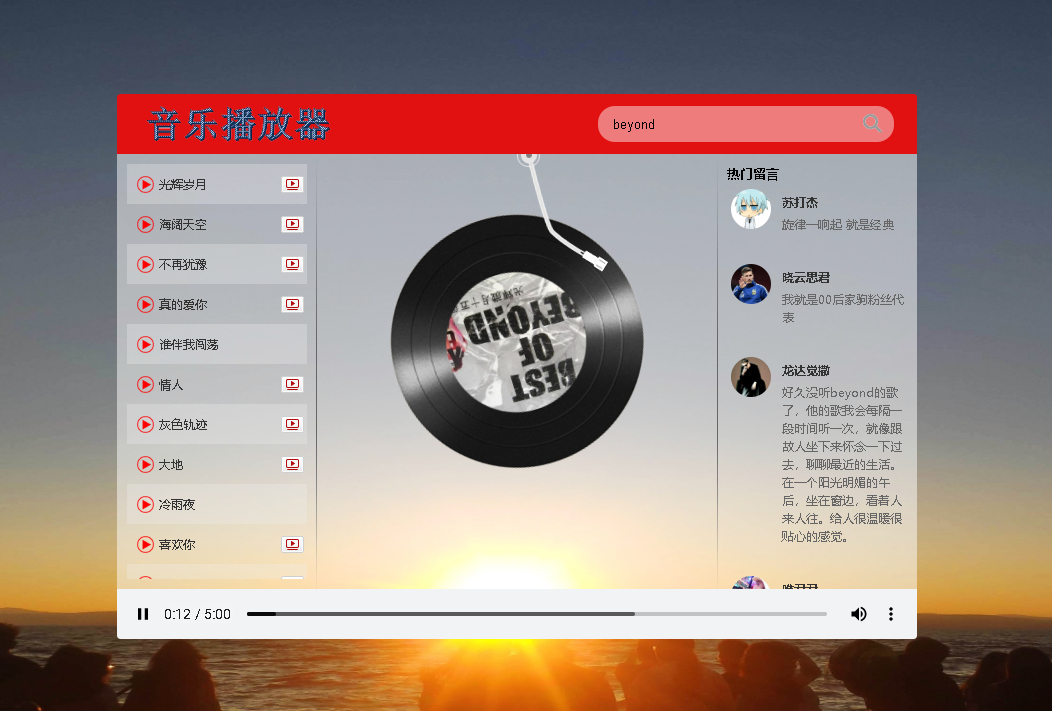 音乐播放器
beyond
光辉岁月
海阔天空
不再犹豫
真的爱你
谁伴我闯荡
情人
灰色轨迹
大地
冷雨夜
喜欢你
BEYOND
OF
BEST
热门留言
苏打杰
旋律一响起 就是经典
晓云思君
我就是00后家驹粉丝代
表
龙达觉撒
好久没听beyond的歌
了，他的歌我会每隔一
段时间听一次，就像跟
故人坐下来怀念一下过
去，聊聊最近的生活。
在一个阳光明媚的午
后，坐在窗边，看着人
来人往。给人很温暖很
贴心的感觉。
0:12 / 5:00